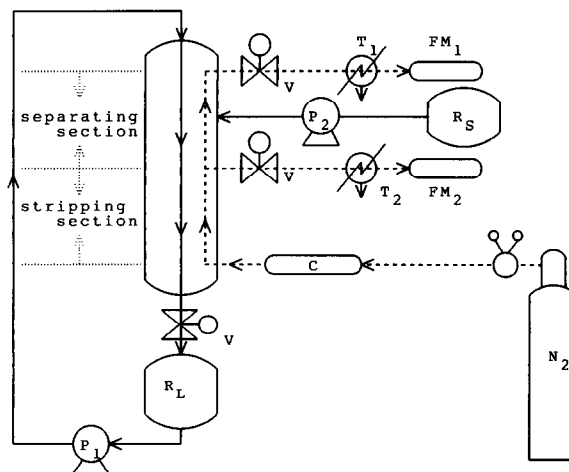 T1
FM1
V
separating
section
P2
RS
V
T2
FM2
stripping
section
C
V
N2
RL
P1